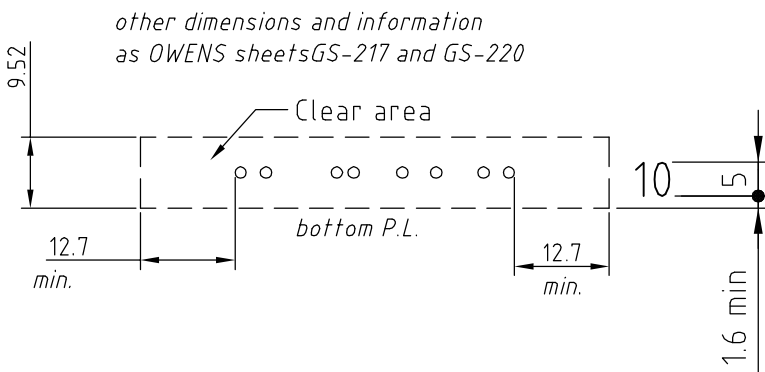 other dimensions and information
as OWENS sheetsGS-217 and GS-220
9.52
Clear area
10
5
bottom P.L.
12.7
min.
12.7
min.
1.6 min